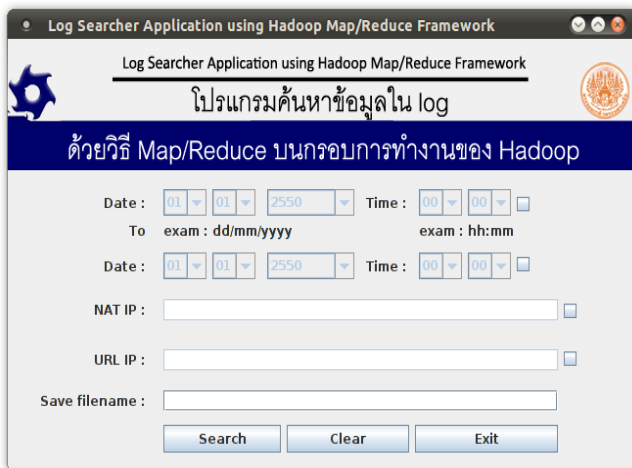 Log Searcher Application using Hadoop Map/Reduce Framework
Log Searcher Application using Hadoop Map/Reduce Framework
โปรแกรมค้นหาข้อมูลใน log
ด้วยวิธี Map/Reduce บนกรอบการทำงานของ Hadoop
Date : 01 01 2550 Time : 00 00
To exam : dd/mm/yyyy exam : hh:mm
Date : 01 01 2550 Time : 00 00
NAT IP :
URL IP :
Save filename :
Search Clear Exit